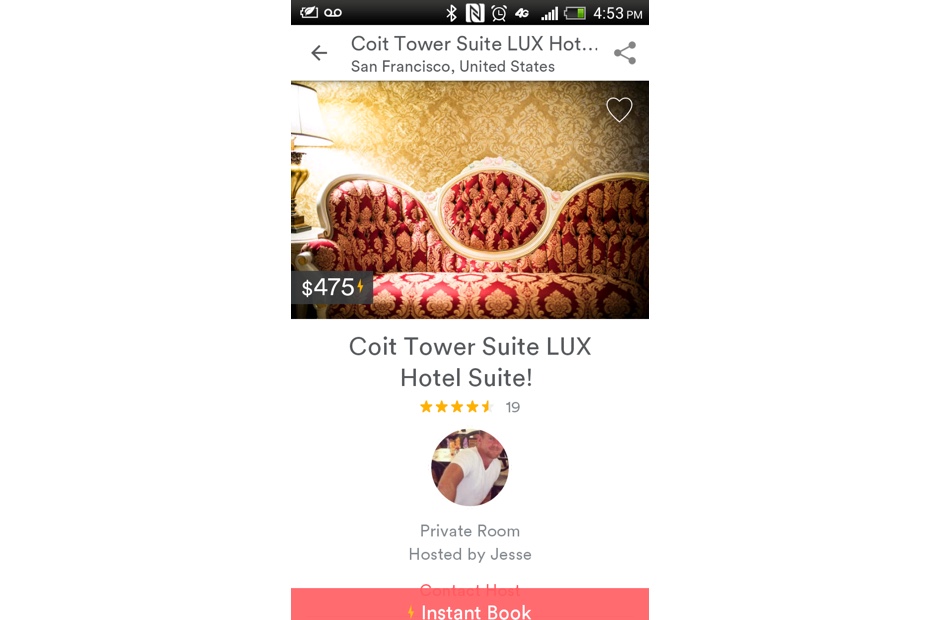 4G 4:53 PM
Coit Tower Suite LUX Hot...
San Francisco, United States
$475
Coit Tower Suite LUX
Hotel Suite!
19
Private Room
Hosted by Jesse
Contact Host
Instant Book